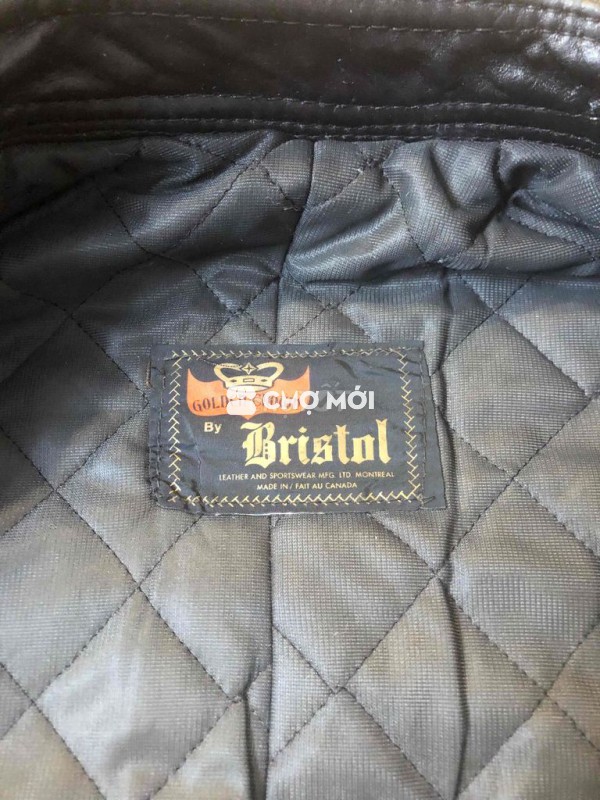 GOLD
CHỢ MỚI
By
Bristol
LEATHER AND SPORTSWEAR MFG. LTD. MONTREAL
MADE IN / FAIT AU CANADA